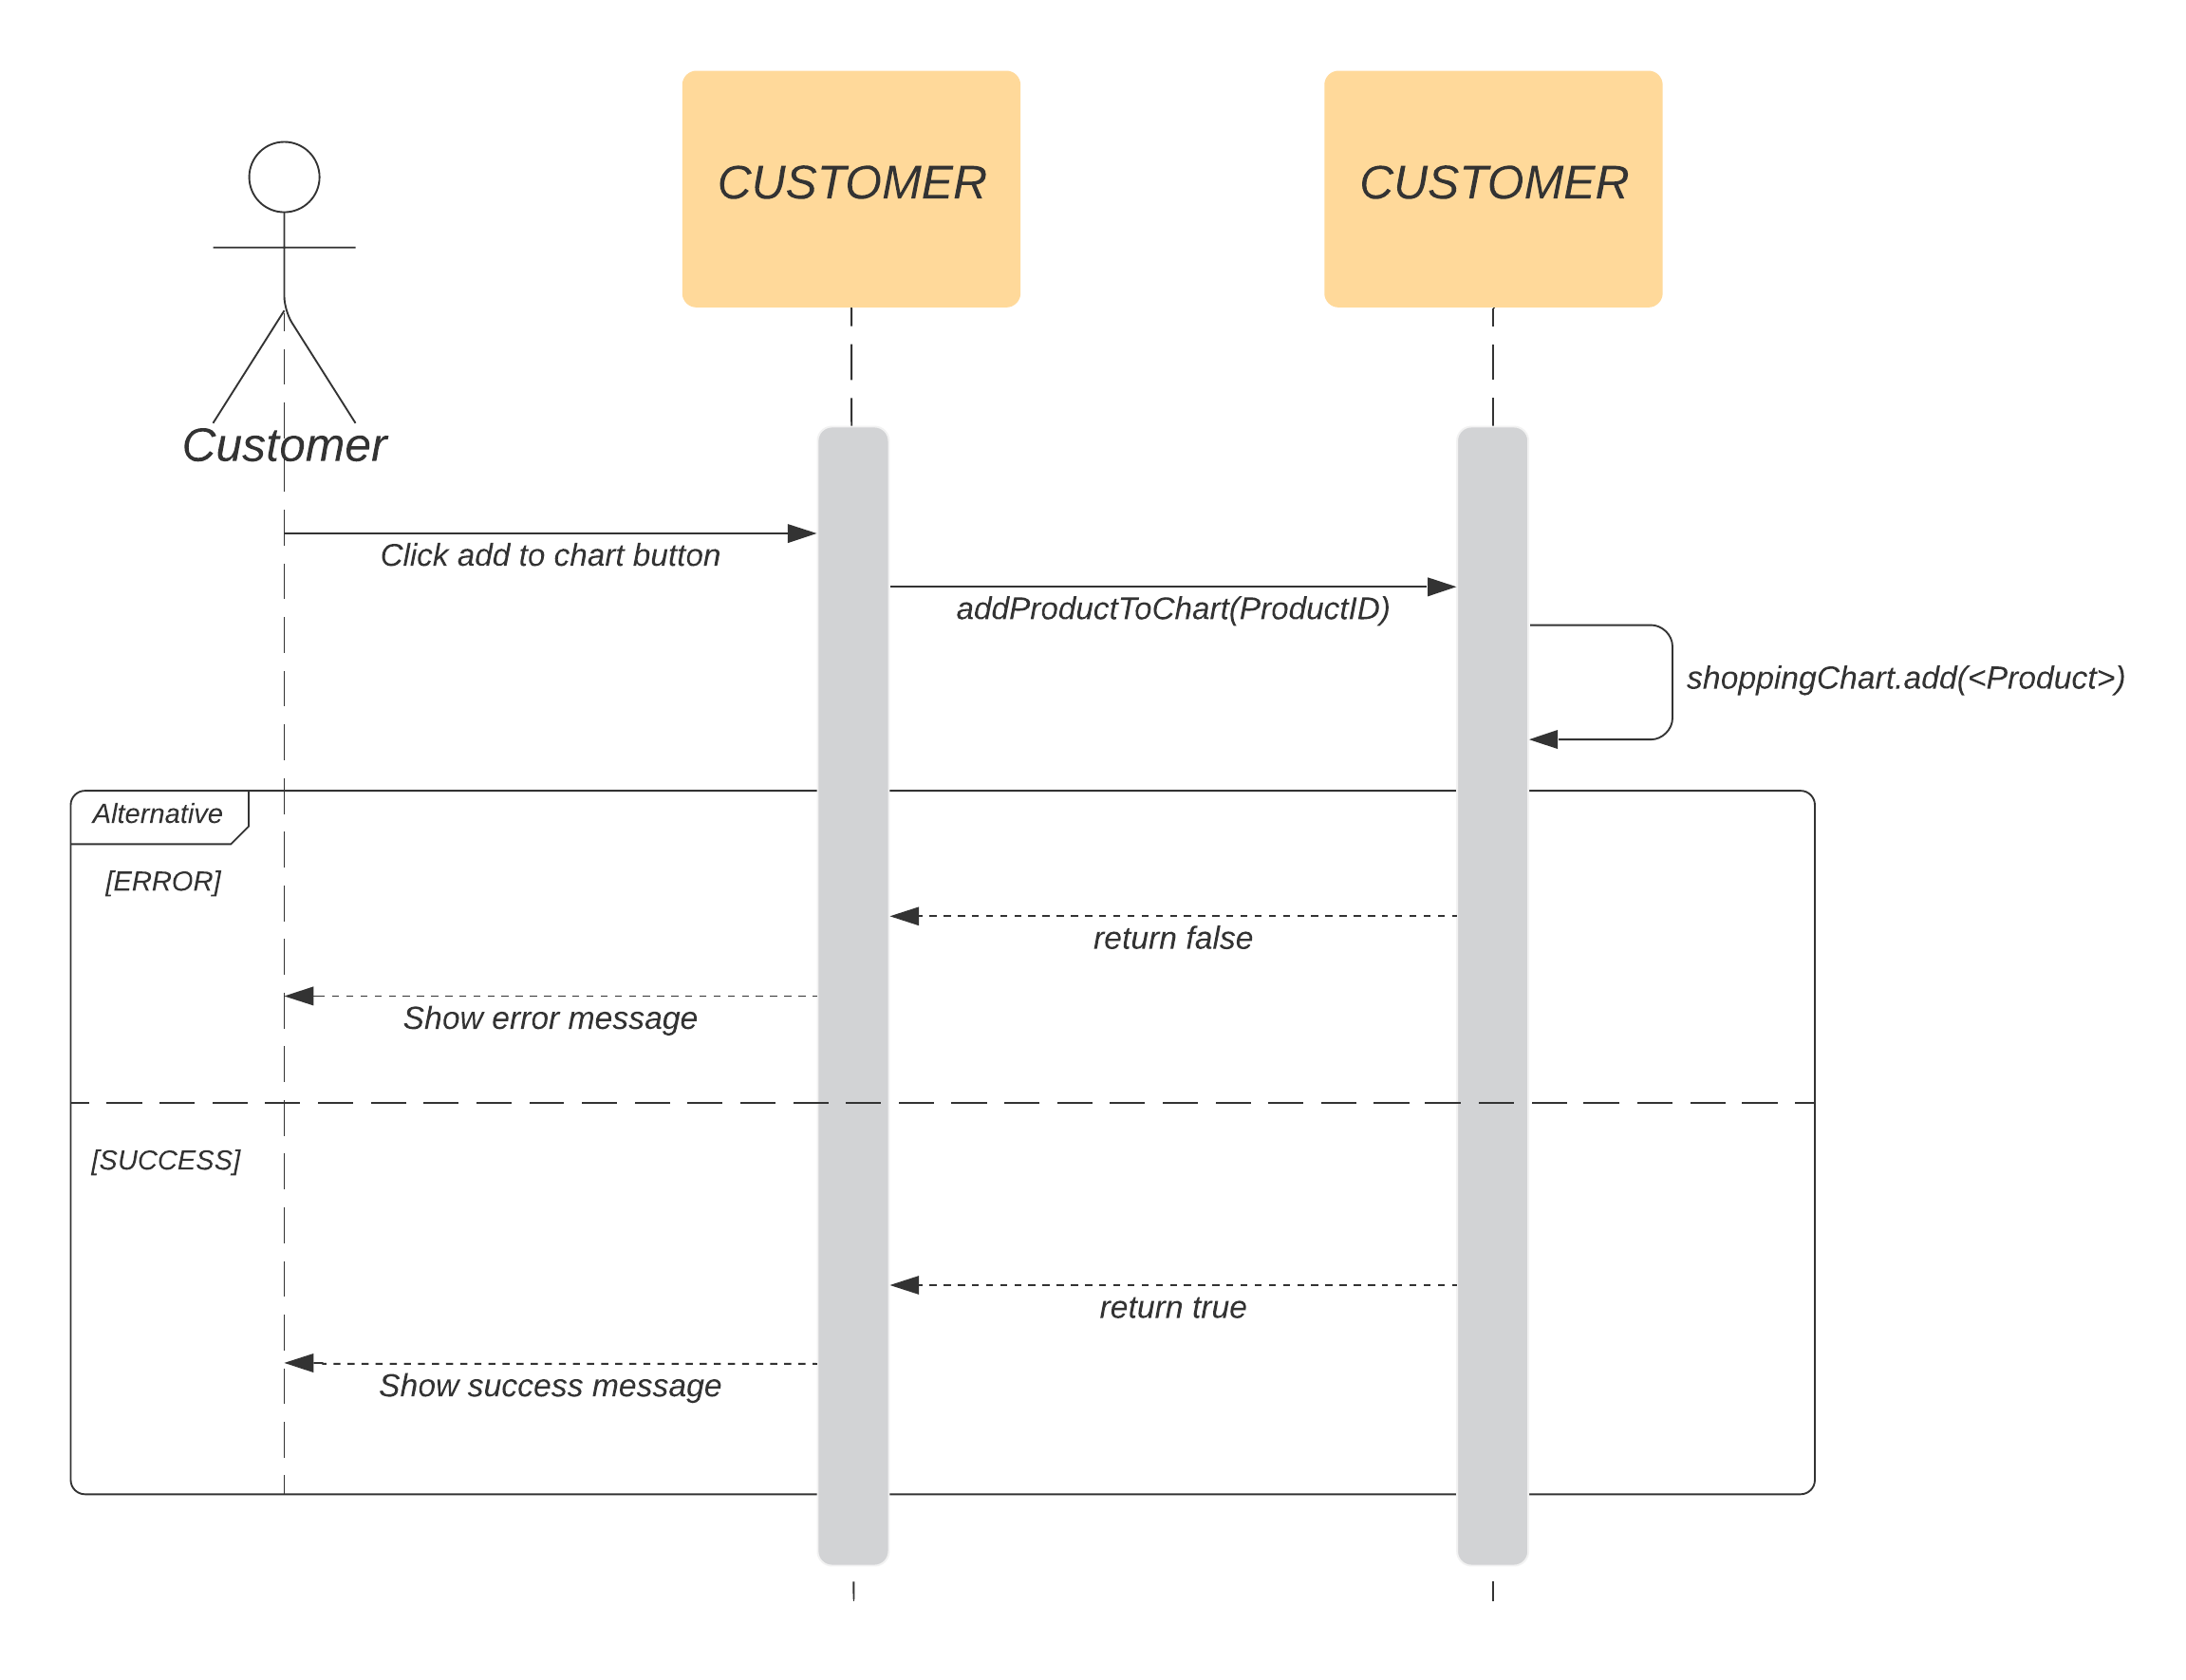 CUSTOMER
CUSTOMER
Customer
Click add to chart button
addProductToChart(ProductID)
shoppingChart.add(<Product>)
Alternative
[ERROR]
return false
Show error message
[SUCCESS]
return true
Show success message